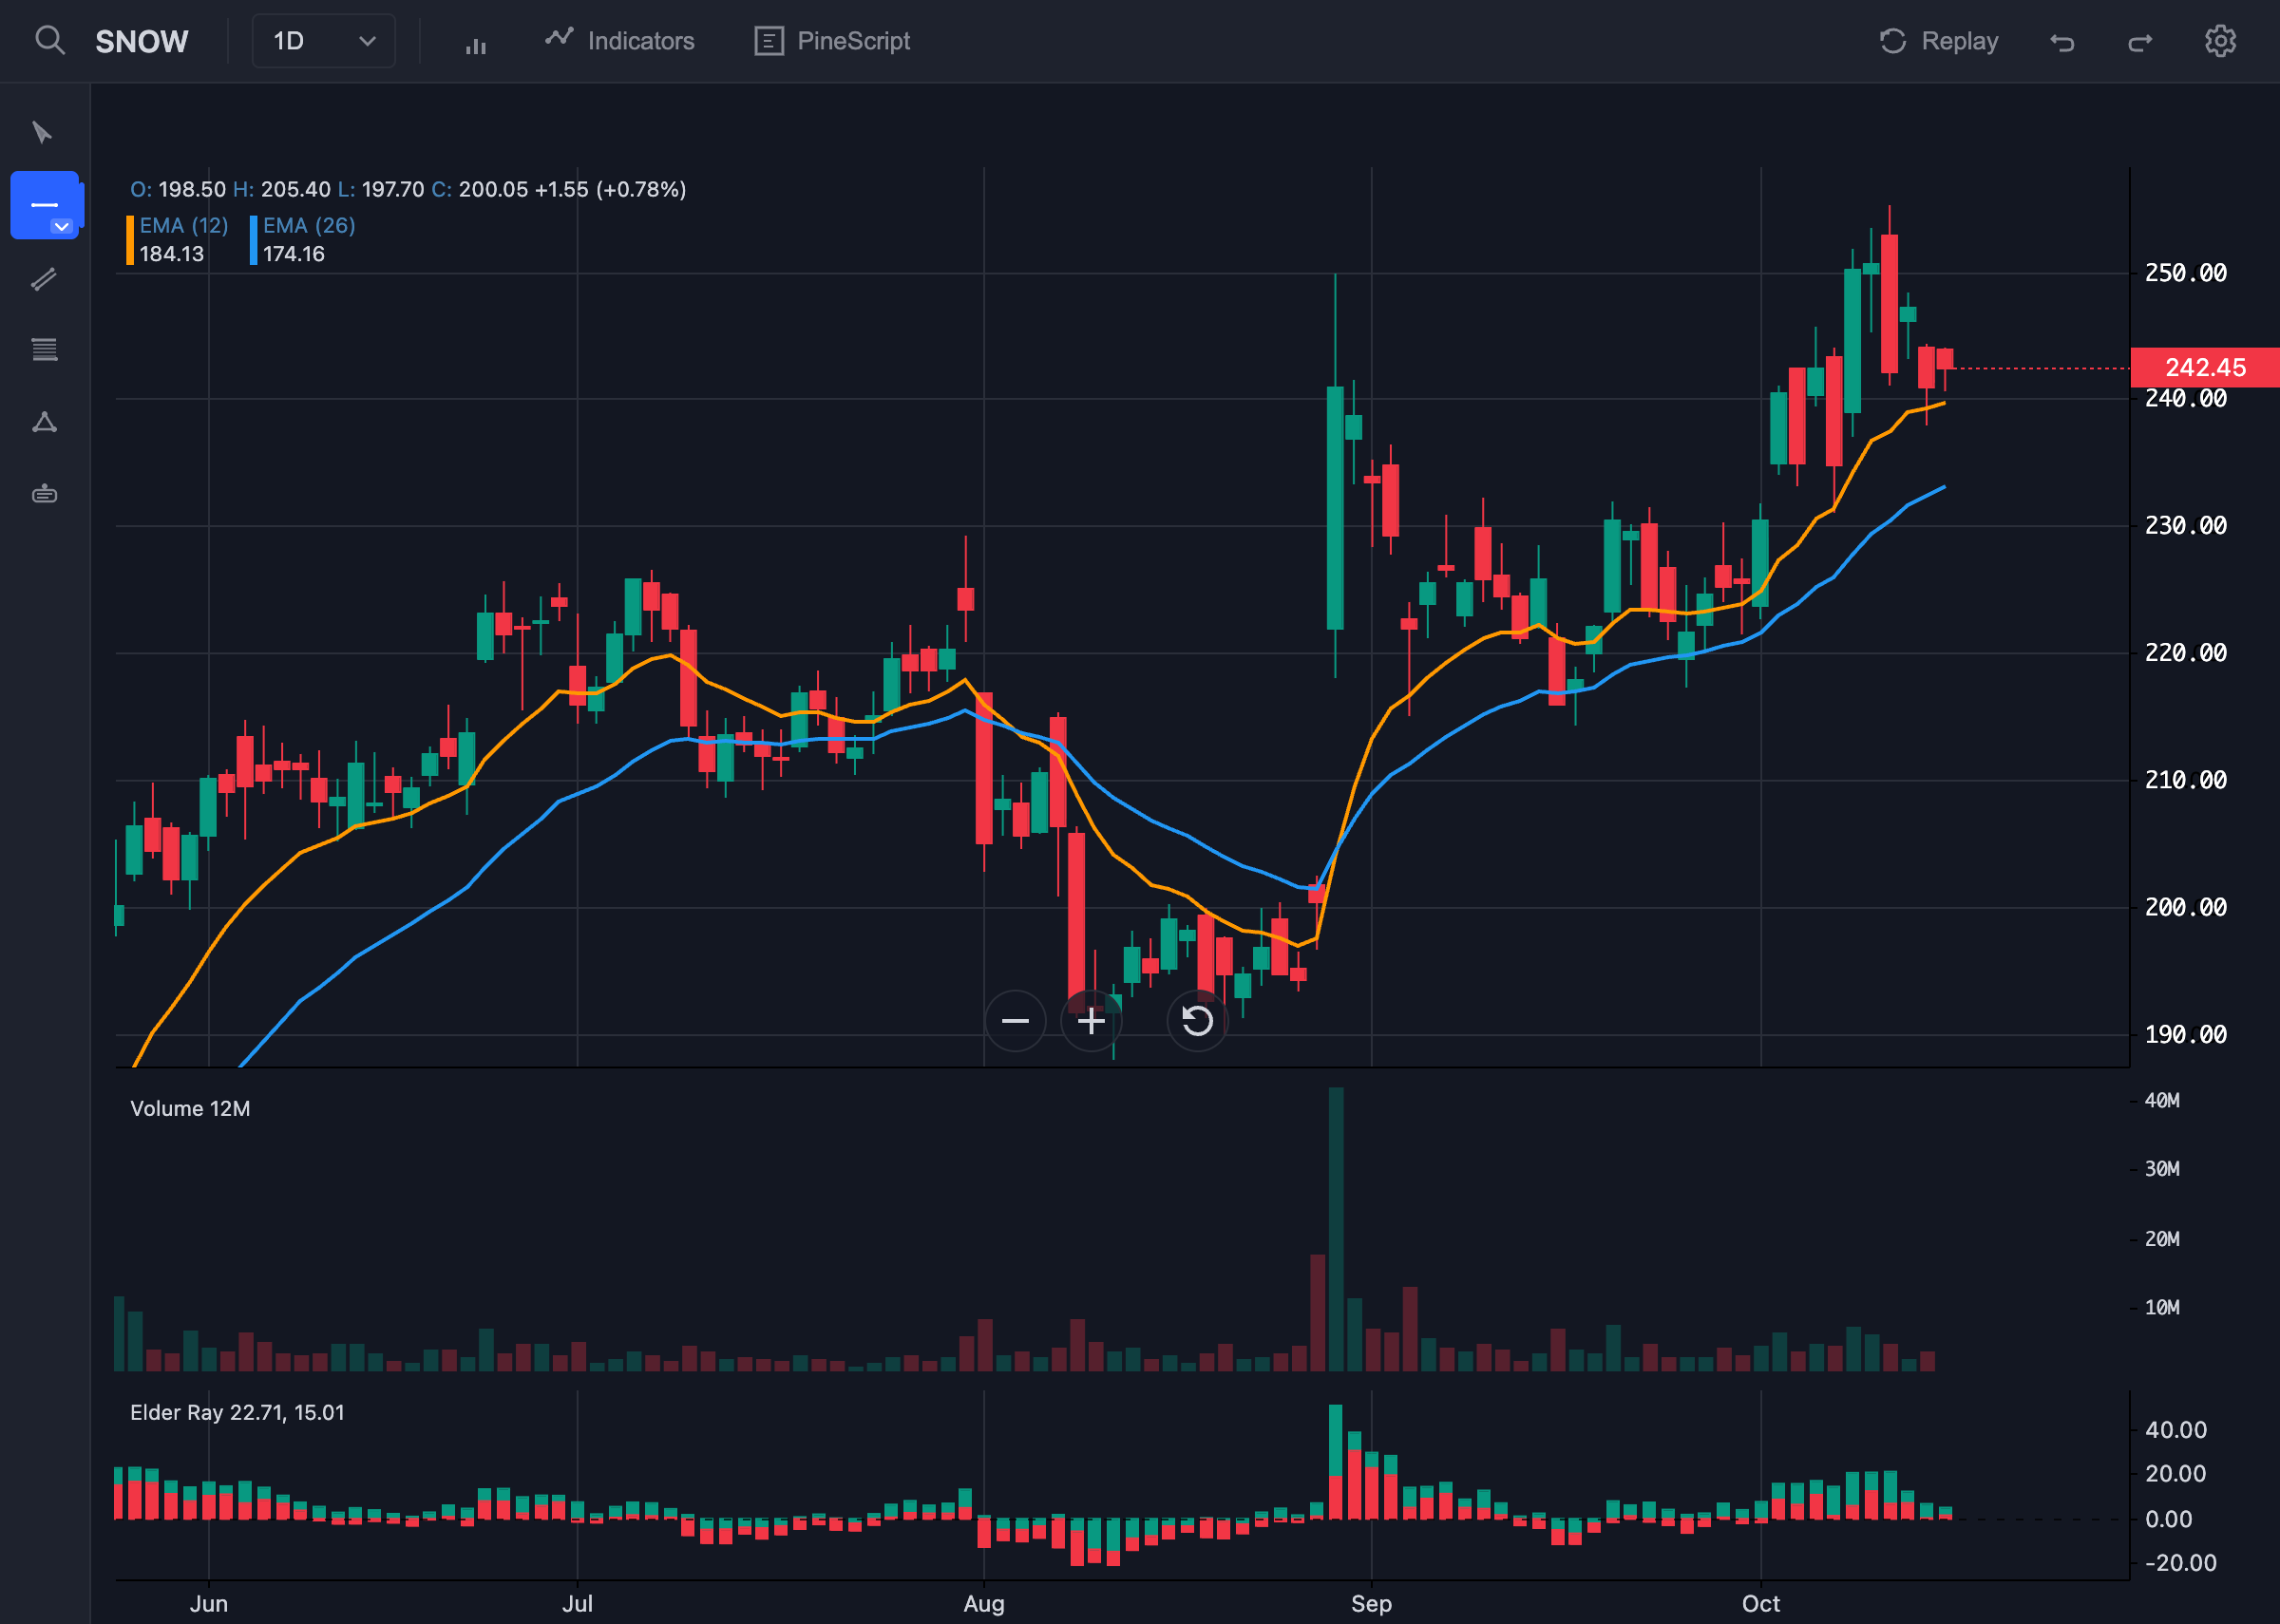 SNOW
1D
Indicators
PineScript
Replay
O: 198.50 H: 205.40 L: 197.70 C: 200.05 +1.55 (+0.78%)
EMA (12) EMA (26)
184.13 174.16
250.00
242.45
240.00
230.00
220.00
210.00
200.00
190.00
Volume 12M
40M
30M
20M
10M
Elder Ray 22.71, 15.01
40.00
20.00
0.00
-20.00
Jun Jul Aug Sep Oct